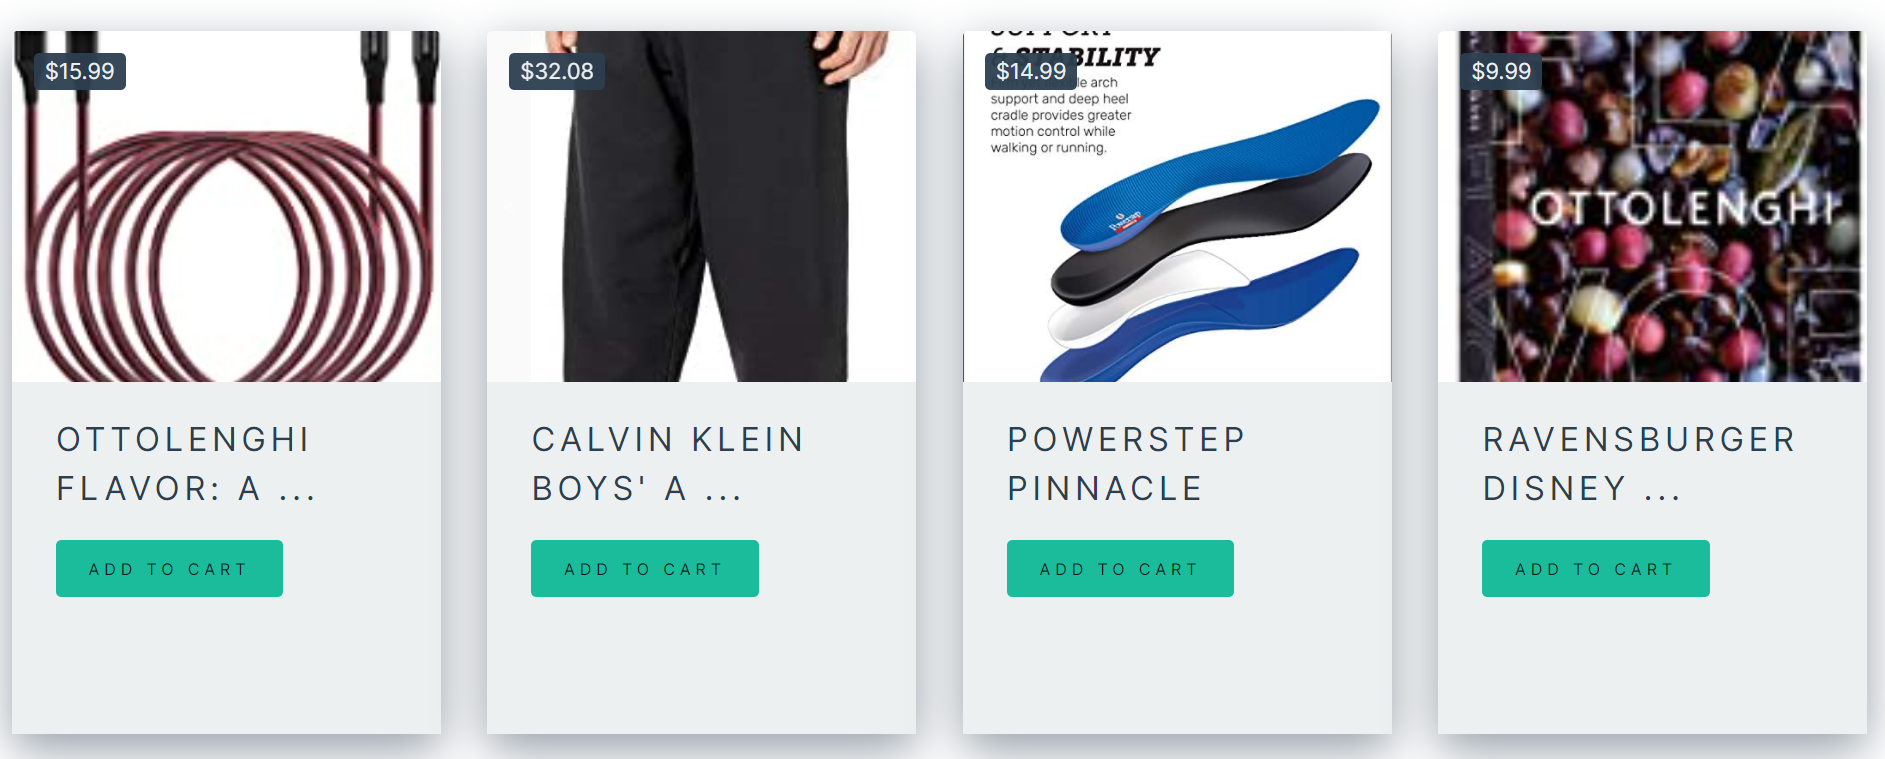 $15.99
OTTOLENGHI
FLAVOR: A ...
ADD TO CART
$32.08
CALVIN KLEIN
BOYS' A ...
ADD TO CART
SUPPORT
& STABILITY
$14.99
le arch
support and deep heel
cradle provides greater
motion control while
walking or running.
POWERSTEP
PINNACLE
ADD TO CART
$9.99
OTTOLENGHI
RAVENSBURGER
DISNEY ...
ADD TO CART